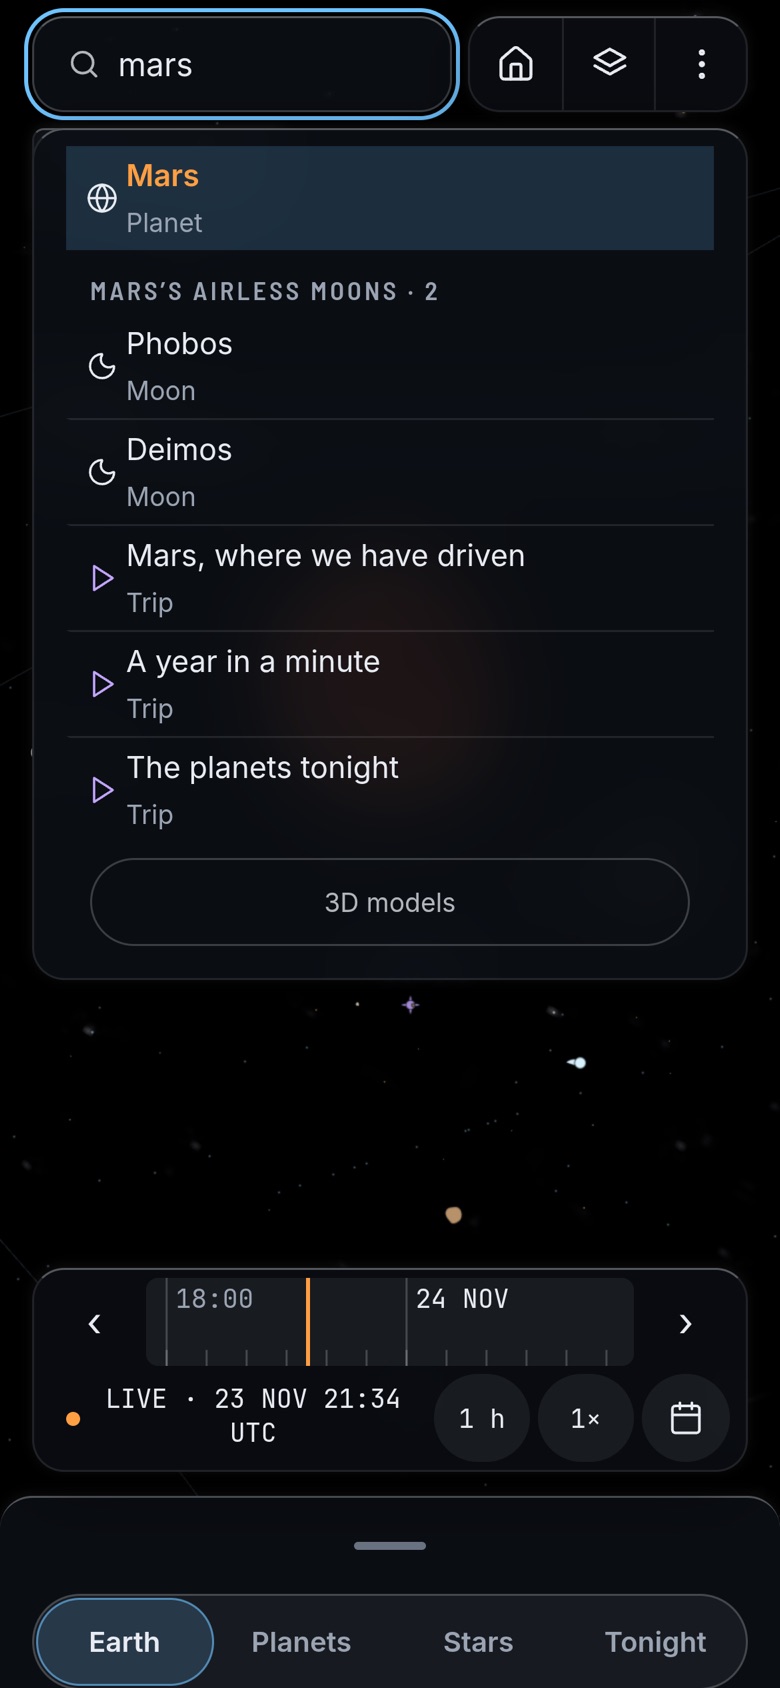 mars
Mars
Planet
MARS’S AIRLESS MOONS · 2
Phobos
Moon
Deimos
Moon
Mars, where we have driven
Trip
A year in a minute
Trip
The planets tonight
Trip
3D models
18:00
24 NOV
LIVE · 23 NOV 21:34
UTC
1 h
1×
Earth
Planets
Stars
Tonight